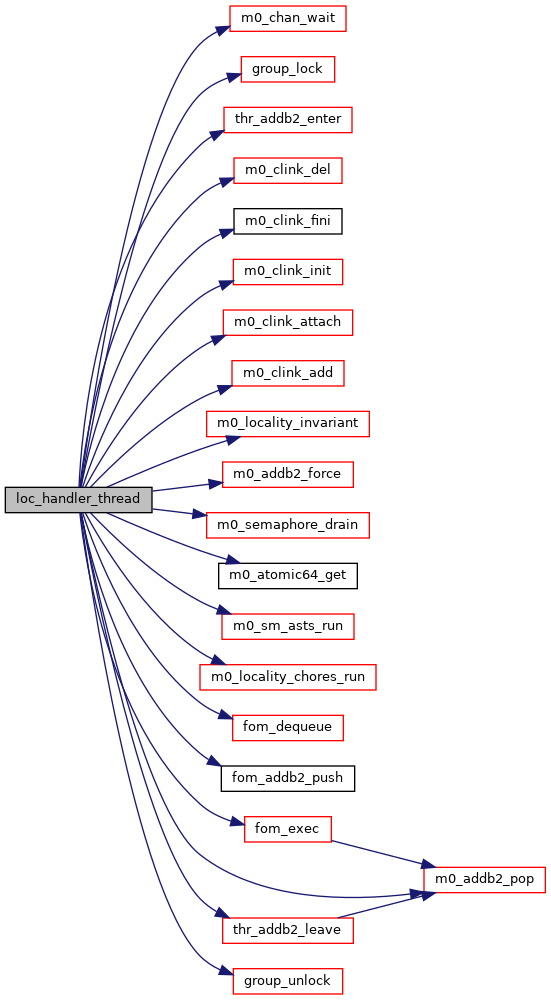 m0_chan_wait
group_lock
thr_addb2_enter
m0_clink_del
m0_clink_fini
m0_clink_init
m0_clink_attach
m0_clink_add
m0_locality_invariant
m0_addb2_force
loc_handler_thread
m0_semaphore_drain
m0_atomic64_get
m0_sm_asts_run
m0_locality_chores_run
fom_dequeue
fom_addb2_push
fom_exec
m0_addb2_pop
thr_addb2_leave
group_unlock